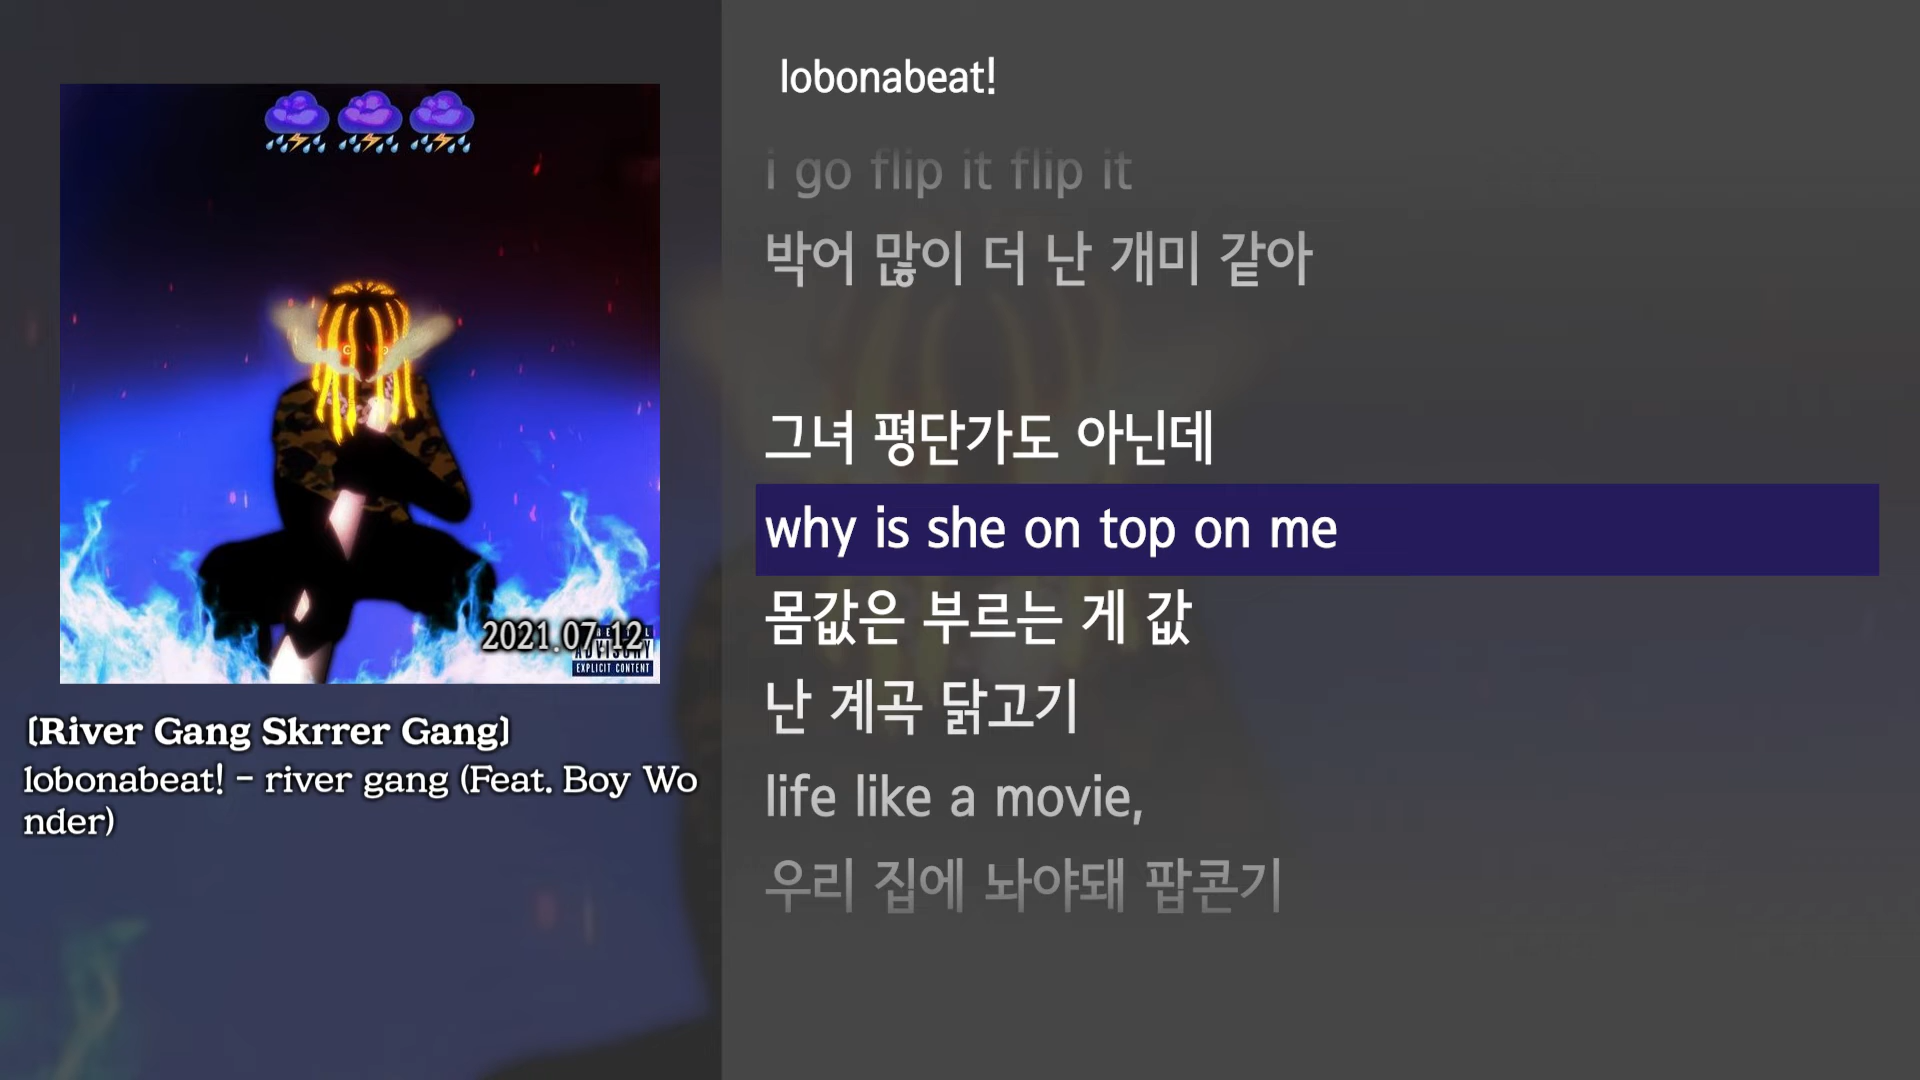 2021.07.12.
ADVISORY
EXPLICIT CONTENT
[River Gang Skrrer Gang]
lobonabeat! - river gang (Feat. Boy Wo
nder)
lobonabeat!
i go flip it flip it
박어 많이 더 난 개미 같아
그녀 평단가도 아닌데
why is she on top on me
몸값은 부르는 게 값
난 계곡 닭고기
life like a movie,
우리 집에 놔야돼 팝콘기